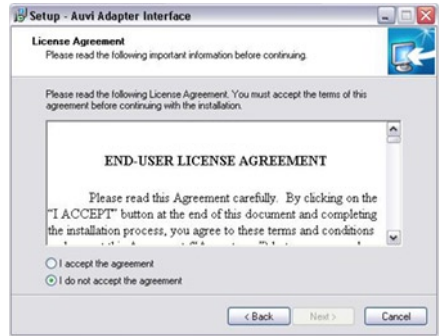 Setup - Auvi Adapter Interface
License Agreement
Please read the following important information before continuing.
Please read the following License Agreement. You must accept the terms of this
agreement before continuing with the installation.
END-USER LICENSE AGREEMENT
Please read this Agreement carefully. By clicking on the
"I ACCEPT" button at the end of this document and completing
the installation process, you agree to these terms and conditions
I accept the agreement
I do not accept the agreement
< Back
Next >
Cancel